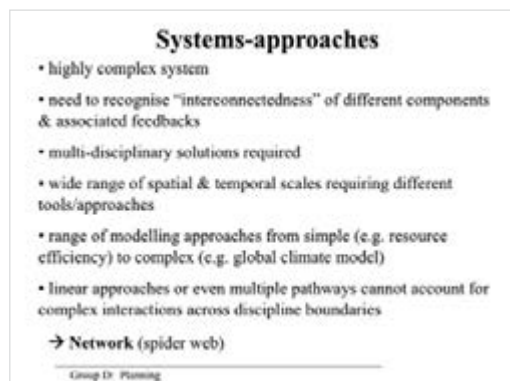 Systems-approaches
• highly complex system
• need to recognise “interconnectedness” of different components
& associated feedbacks
• multi-disciplinary solutions required
• wide range of spatial & temporal scales requiring different
tools/approaches
• range of modelling approaches from simple (e.g. resource
efficiency) to complex (e.g. global climate model)
• linear approaches or even multiple pathways cannot account for
complex interactions across discipline boundaries
→ Network (spider web)
Group D: Planning